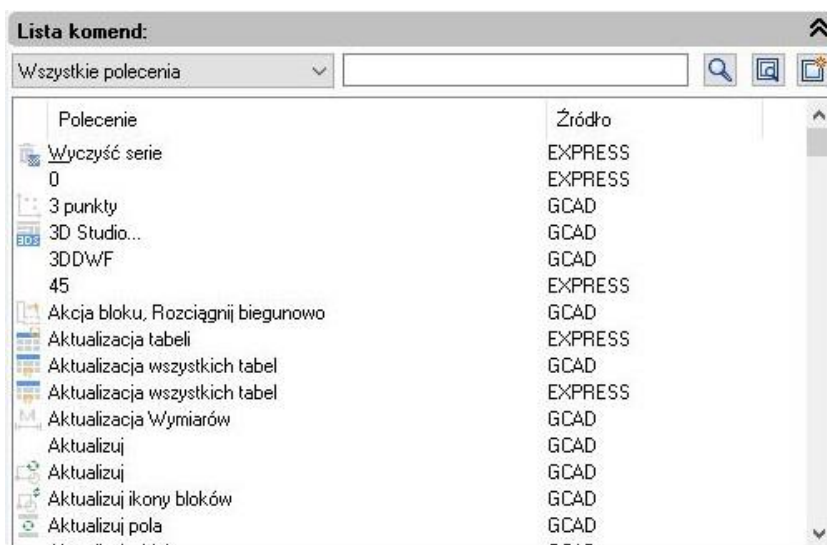 Lista komend:
Wszystkie polecenia
Polecenie Źródło
Wyczyść serie EXPRESS
0 EXPRESS
3 punkty GCAD
3D Studio... GCAD
3DDWF GCAD
45 EXPRESS
Akcja bloku, Rozciągnij biegunowo GCAD
Aktualizacja tabeli EXPRESS
Aktualizacja wszystkich tabel GCAD
Aktualizacja wszystkich tabel EXPRESS
Aktualizacja Wymiarów GCAD
Aktualizuj GCAD
Aktualizuj GCAD
Aktualizuj ikony bloków GCAD
Aktualizuj pola GCAD